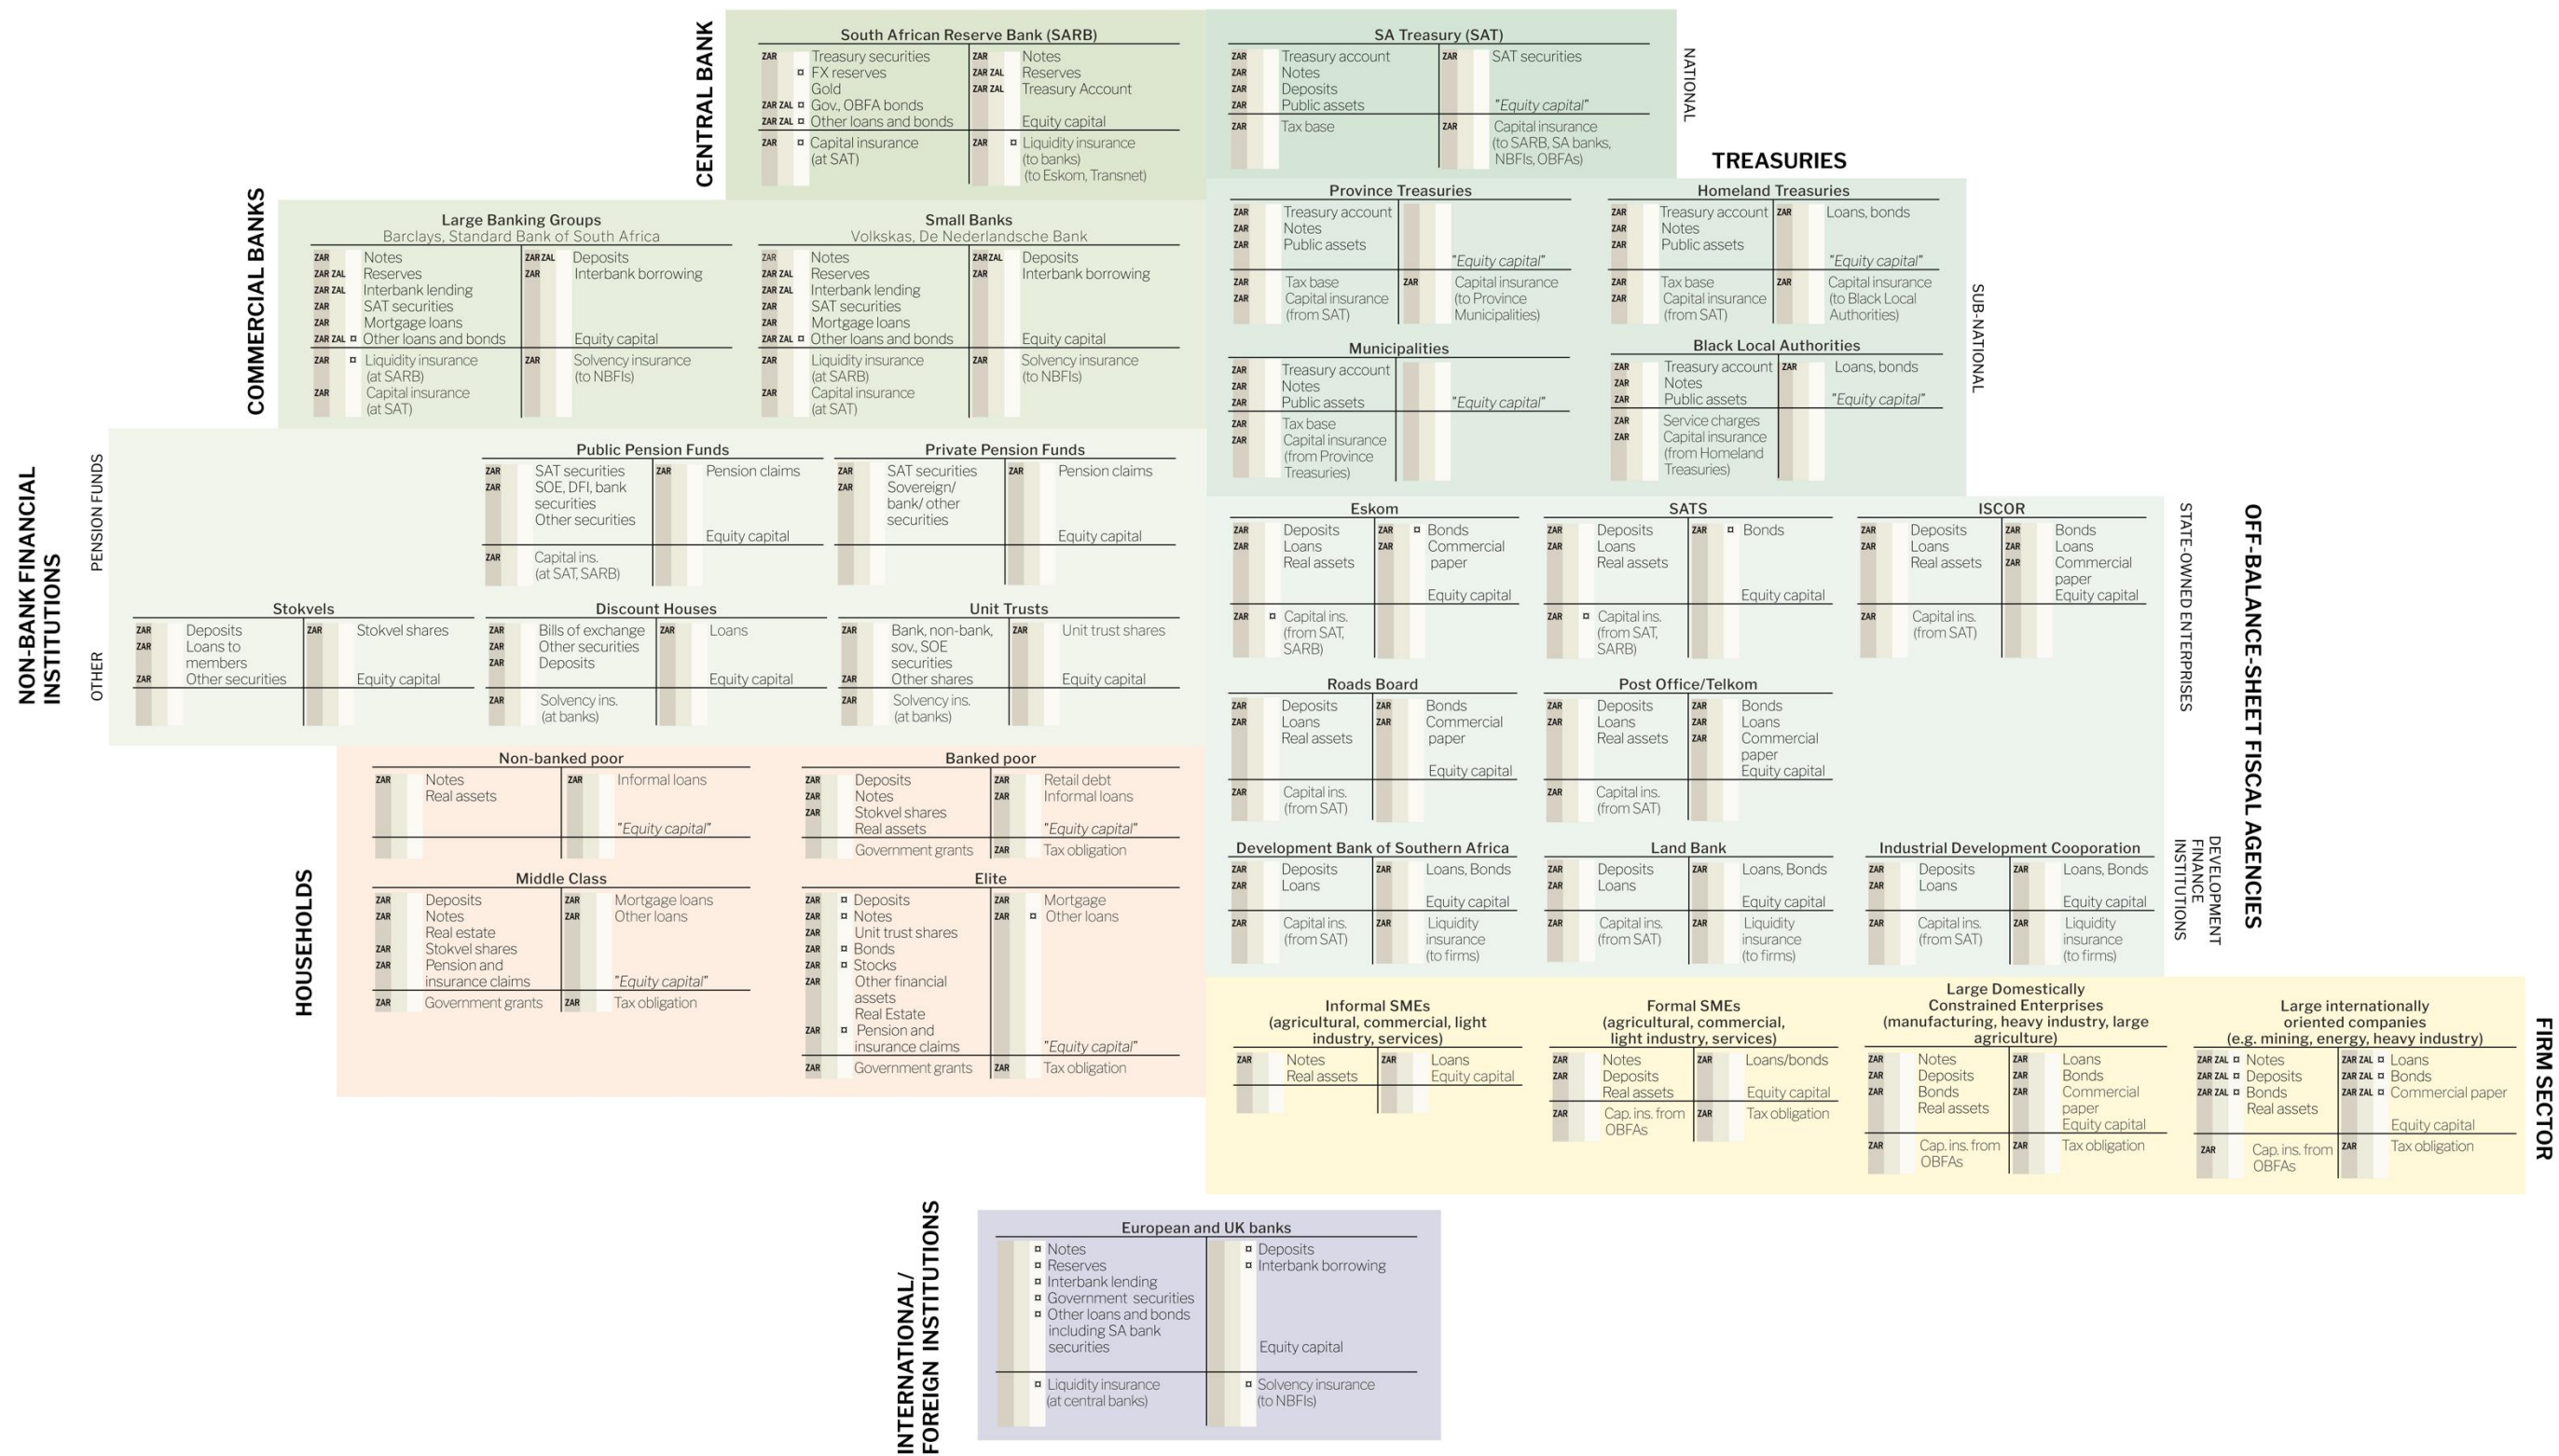 CENTRAL BANK
South African Reserve Bank (SARB)
ZAR Treasury securities
¤ FX reserves
Gold
ZAR ZAL ¤ Gov., OBFA bonds
ZAR ZAL ¤ Other loans and bonds
ZAR ¤ Capital insurance
(at SAT)
ZAR Notes
ZAR ZAL Reserves
ZAR ZAL Treasury Account
Equity capital
ZAR ¤ Liquidity insurance
(to banks)
(to Eskom, Transnet)
TREASURIES
NATIONAL
SA Treasury (SAT)
ZAR Treasury account
ZAR Notes
ZAR Deposits
ZAR Public assets
ZAR Tax base
ZAR SAT securities
"Equity capital"
ZAR Capital insurance
(to SARB, SA banks,
NBFIs, OBFAs)
SUB-NATIONAL
Province Treasuries
ZAR Treasury account
ZAR Notes
ZAR Public assets
ZAR Tax base
ZAR Capital insurance
(from SAT)
"Equity capital"
ZAR Capital insurance
(to Province
Municipalities)
Homeland Treasuries
ZAR Treasury account
ZAR Notes
ZAR Public assets
ZAR Tax base
ZAR Capital insurance
(from SAT)
ZAR Loans, bonds
"Equity capital"
ZAR Capital insurance
(to Black Local
Authorities)
Municipalities
ZAR Treasury account
ZAR Notes
ZAR Public assets
ZAR Tax base
ZAR Capital insurance
(from Province
Treasuries)
"Equity capital"
Black Local Authorities
ZAR Treasury account
ZAR Notes
ZAR Public assets
ZAR Service charges
ZAR Capital insurance
(from Homeland
Treasuries)
ZAR Loans, bonds
"Equity capital"
COMMERCIAL BANKS
Large Banking Groups
Barclays, Standard Bank of South Africa
ZAR Notes
ZAR ZAL Reserves
ZAR ZAL Interbank lending
ZAR SAT securities
ZAR Mortgage loans
ZAR ZAL ¤ Other loans and bonds
ZAR ¤ Liquidity insurance
(at SARB)
ZAR Capital insurance
(at SAT)
ZAR ZAL Deposits
ZAR Interbank borrowing
Equity capital
ZAR Solvency insurance
(to NBFIs)
Small Banks
Volkskas, De Nederlandsche Bank
ZAR Notes
ZAR ZAL Reserves
ZAR ZAL Interbank lending
ZAR SAT securities
ZAR Mortgage loans
ZAR ZAL ¤ Other loans and bonds
ZAR Liquidity insurance
(at SARB)
ZAR Capital insurance
(at SAT)
ZAR ZAL Deposits
ZAR Interbank borrowing
Equity capital
ZAR Solvency insurance
(to NBFIs)
NON-BANK FINANCIAL
INSTITUTIONS
PENSION FUNDS
Public Pension Funds
ZAR SAT securities
ZAR SOE, DFI, bank
securities
Other securities
ZAR Capital ins.
(at SAT, SARB)
ZAR Pension claims
Equity capital
Private Pension Funds
ZAR SAT securities
ZAR Sovereign/
bank/ other
securities
ZAR Pension claims
Equity capital
OTHER
Stokvels
ZAR Deposits
ZAR Loans to
members
ZAR Other securities
ZAR Stokvel shares
Equity capital
Discount Houses
ZAR Bills of exchange
ZAR Other securities
ZAR Deposits
ZAR Solvency ins.
(at banks)
ZAR Loans
Equity capital
Unit Trusts
ZAR Bank, non-bank,
sov., SOE
securities
ZAR Other shares
ZAR Solvency ins.
(at banks)
ZAR Unit trust shares
Equity capital
OFF-BALANCE-SHEET FISCAL AGENCIES
STATE-OWNED ENTERPRISES
Eskom
ZAR Deposits
ZAR Loans
Real assets
ZAR ¤ Capital ins.
(from SAT,
SARB)
ZAR ¤ Bonds
ZAR Commercial
paper
Equity capital
SATS
ZAR Deposits
ZAR Loans
Real assets
ZAR ¤ Capital ins.
(from SAT,
SARB)
ZAR ¤ Bonds
Equity capital
ISCOR
ZAR Deposits
ZAR Loans
Real assets
ZAR Capital ins.
(from SAT)
ZAR Bonds
ZAR Loans
ZAR Commercial
paper
Equity capital
Roads Board
ZAR Deposits
ZAR Loans
Real assets
ZAR Capital ins.
(from SAT)
ZAR Bonds
ZAR Commercial
paper
Equity capital
Post Office/Telkom
ZAR Deposits
ZAR Loans
Real assets
ZAR Capital ins.
(from SAT)
ZAR Bonds
ZAR Loans
ZAR Commercial
paper
Equity capital
DEVELOPMENT
FINANCE
INSTITUTIONS
Development Bank of Southern Africa
ZAR Deposits
ZAR Loans
ZAR Capital ins.
(from SAT)
ZAR Loans, Bonds
Equity capital
ZAR Liquidity
insurance
(to firms)
Land Bank
ZAR Deposits
ZAR Loans
ZAR Capital ins.
(from SAT)
ZAR Loans, Bonds
Equity capital
ZAR Liquidity
insurance
(to firms)
Industrial Development Cooporation
ZAR Deposits
ZAR Loans
ZAR Capital ins.
(from SAT)
ZAR Loans, Bonds
Equity capital
ZAR Liquidity
insurance
(to firms)
HOUSEHOLDS
Non-banked poor
ZAR Notes
Real assets
ZAR Informal loans
"Equity capital"
Banked poor
ZAR Deposits
ZAR Notes
ZAR Stokvel shares
Real assets
Government grants
ZAR Retail debt
ZAR Informal loans
"Equity capital"
ZAR Tax obligation
Middle Class
ZAR Deposits
ZAR Notes
Real estate
ZAR Stokvel shares
ZAR Pension and
insurance claims
ZAR Government grants
ZAR Mortgage loans
ZAR Other loans
"Equity capital"
ZAR Tax obligation
Elite
ZAR ¤ Deposits
ZAR ¤ Notes
ZAR Unit trust shares
ZAR ¤ Bonds
ZAR ¤ Stocks
ZAR Other financial
assets
Real Estate
ZAR ¤ Pension and
insurance claims
ZAR Government grants
ZAR Mortgage
ZAR ¤ Other loans
"Equity capital"
ZAR Tax obligation
FIRM SECTOR
Informal SMEs
(agricultural, commercial, light
industry, services)
ZAR Notes
Real assets
ZAR Loans
Equity capital
Formal SMEs
(agricultural, commercial,
light industry, services)
ZAR Notes
ZAR Deposits
Real assets
ZAR Cap. ins. from
OBFAs
ZAR Loans/bonds
Equity capital
ZAR Tax obligation
Large Domestically
Constrained Enterprises
(manufacturing, heavy industry, large
agriculture)
ZAR Notes
ZAR Deposits
ZAR Bonds
Real assets
ZAR Cap. ins. from
OBFAs
ZAR Loans
ZAR Bonds
ZAR Commercial
paper
Equity capital
ZAR Tax obligation
Large internationally
oriented companies
(e.g. mining, energy, heavy industry)
ZAR ZAL ¤ Notes
ZAR ZAL ¤ Deposits
ZAR ZAL ¤ Bonds
Real assets
ZAR Cap. ins. from
OBFAs
ZAR ZAL ¤ Loans
ZAR ZAL ¤ Bonds
ZAR ZAL ¤ Commercial paper
Equity capital
ZAR Tax obligation
INTERNATIONAL/
FOREIGN INSTITUTIONS
European and UK banks
¤ Notes
¤ Reserves
¤ Interbank lending
¤ Government securities
¤ Other loans and bonds
including SA bank
securities
¤ Liquidity insurance
(at central banks)
¤ Deposits
¤ Interbank borrowing
Equity capital
¤ Solvency insurance
(to NBFIs)